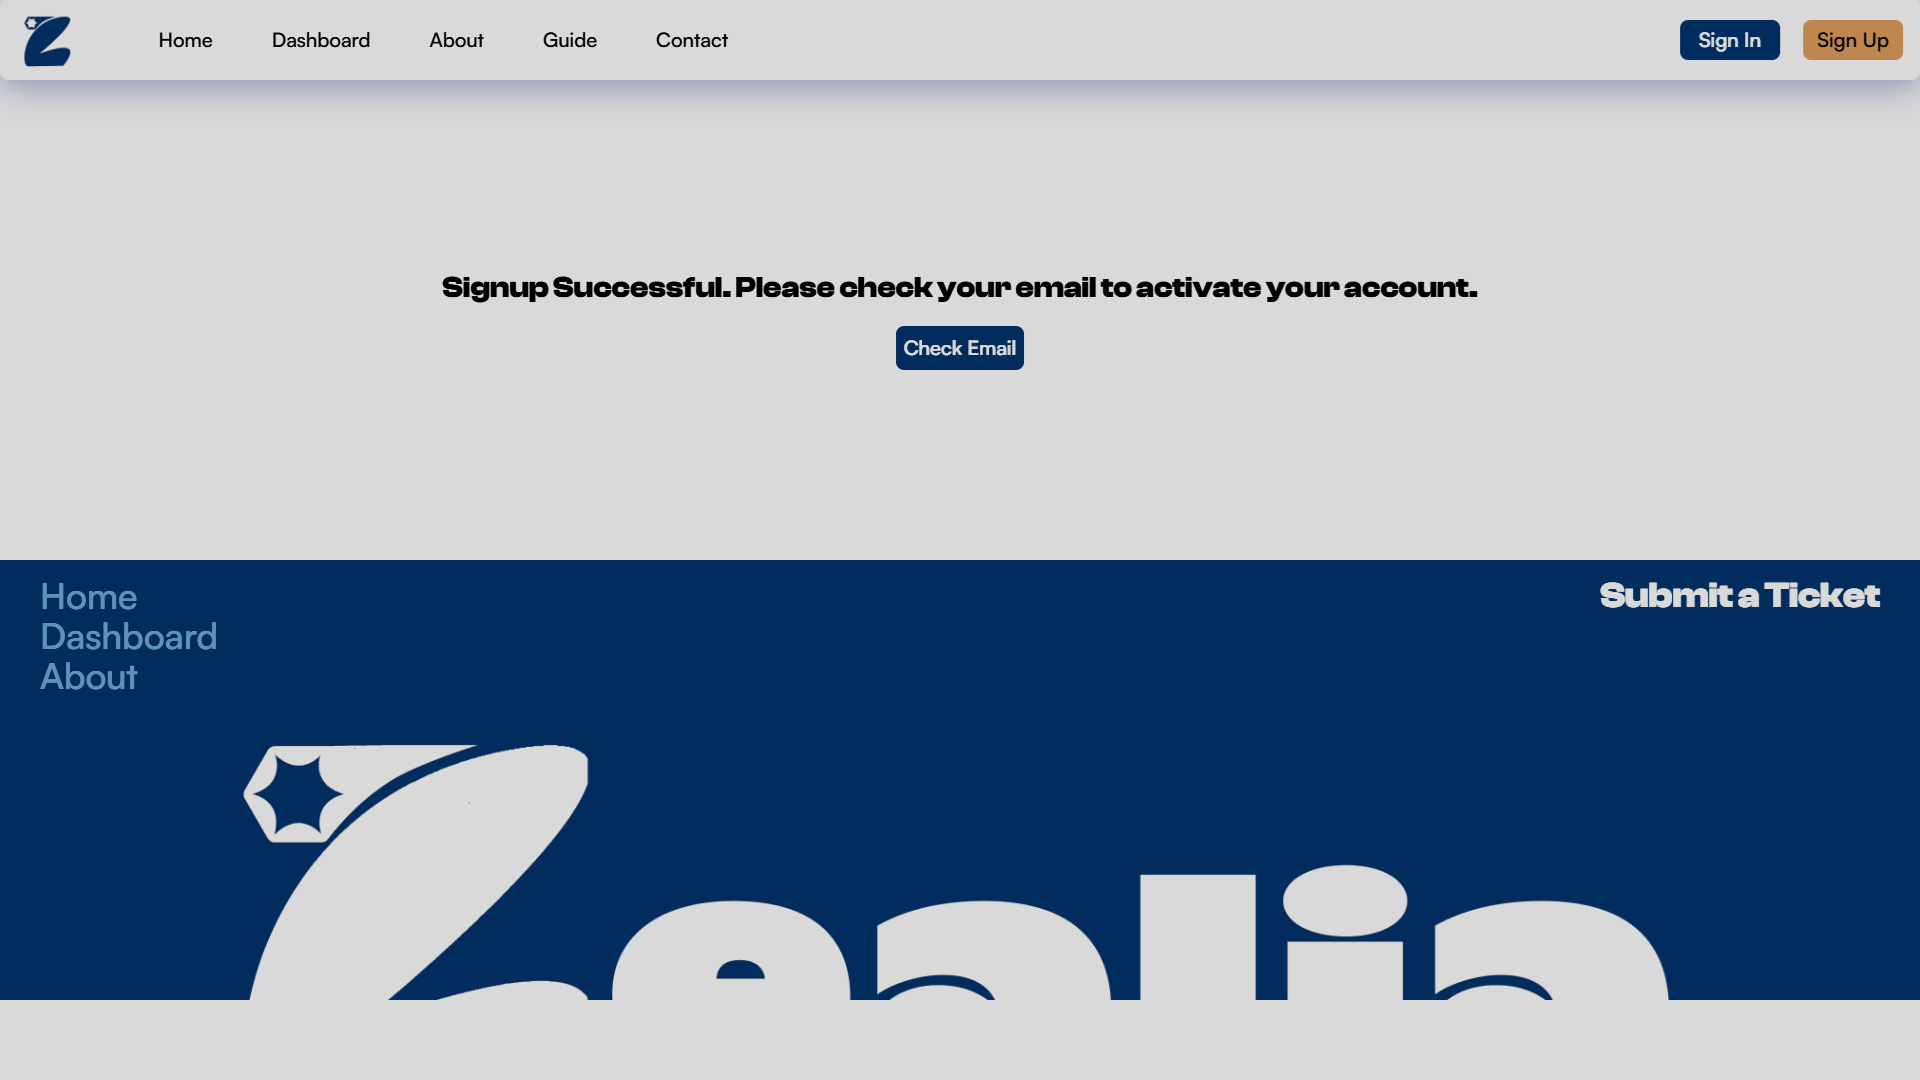 Home
Dashboard
About
Guide
Contact
Sign In
Sign Up
Signup Successful. Please check your email to activate your account.
Check Email
Home
Dashboard
About
Submit a Ticket
Zealia